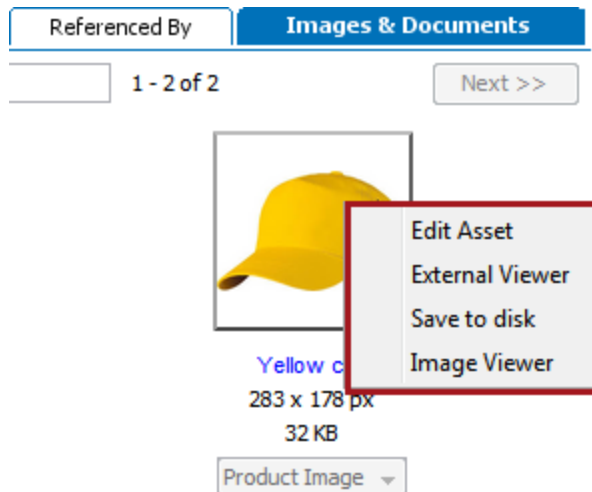 Referenced By
Images & Documents
1 - 2 of 2
Next >>
Edit Asset
External Viewer
Save to disk
Image Viewer
Yellow
283 x 178 px
32 KB
Product Image